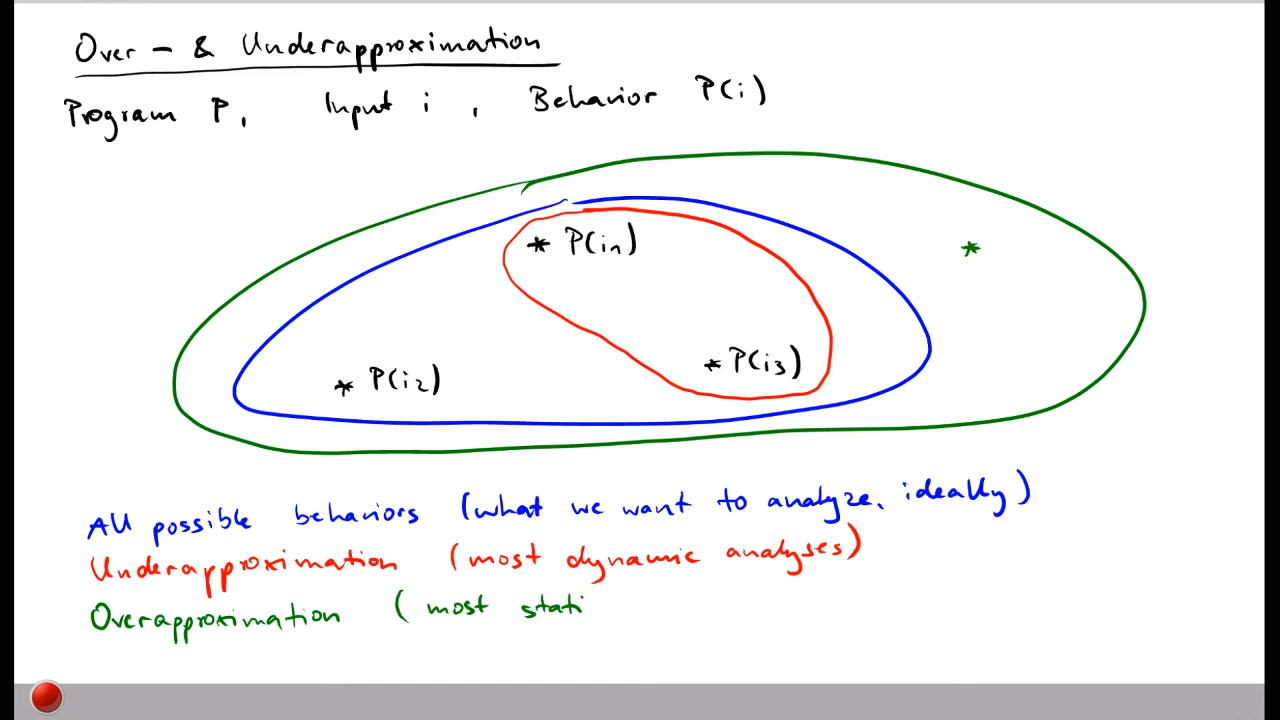 Over - & Underapproximation
Program P, Input i, Behavior P(i)
* P(i1)
*
* P(i3)
* P(i2)
All possible behaviors (what we want to analyze, ideally)
Underapproximation (most dynamic analyses)
Overapproximation (most stati